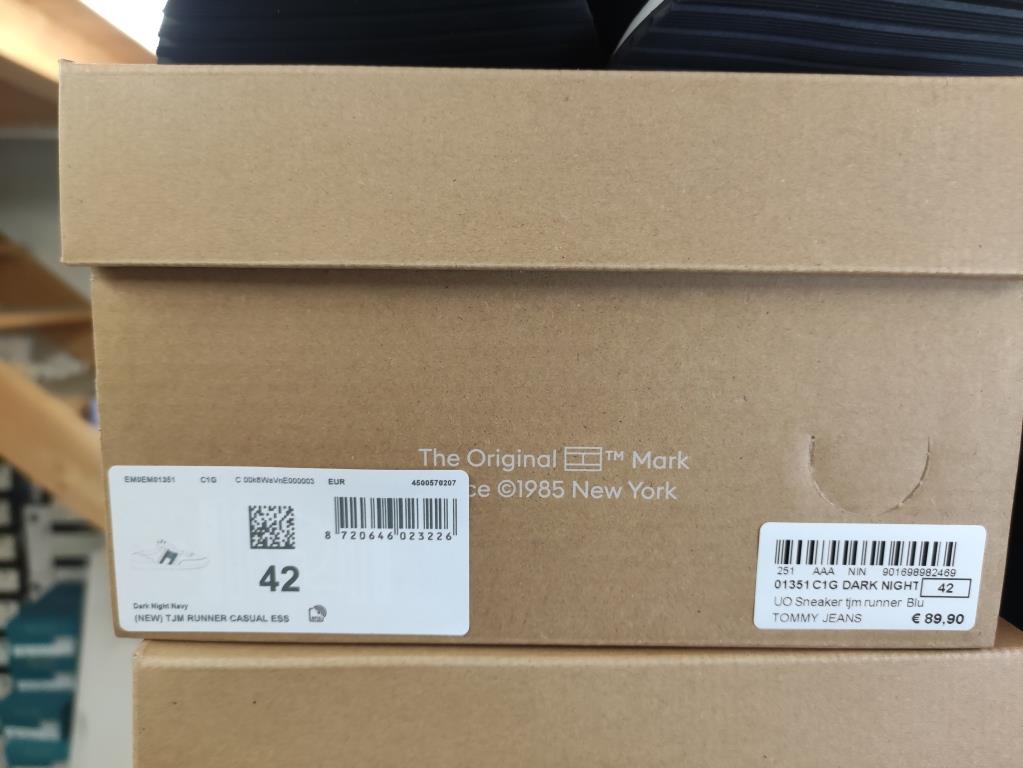 The Original ™ Mark
ce ©1985 New York
EM0EM01351 C1G EUR 4500570207
8 720646 023226
42
Dark Night Navy
(NEW) TJM RUNNER CASUAL ESS
251 AAA NIN 901698982469
01351 C1G DARK NIGHT 42
UO Sneaker tjm runner Blu
TOMMY JEANS € 89,90